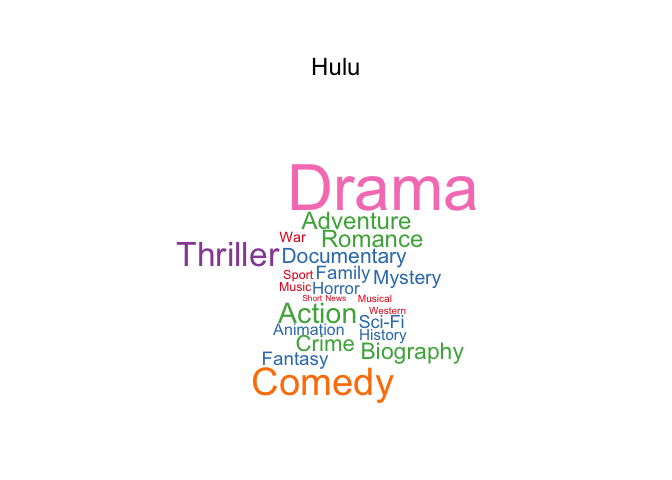 Hulu
Drama
Adventure
War Romance
Thriller Documentary
Sport Family Mystery
Music Horror
Short News Musical
Action Western
Animation Sci-Fi
Crime History
Fantasy Biography
Comedy